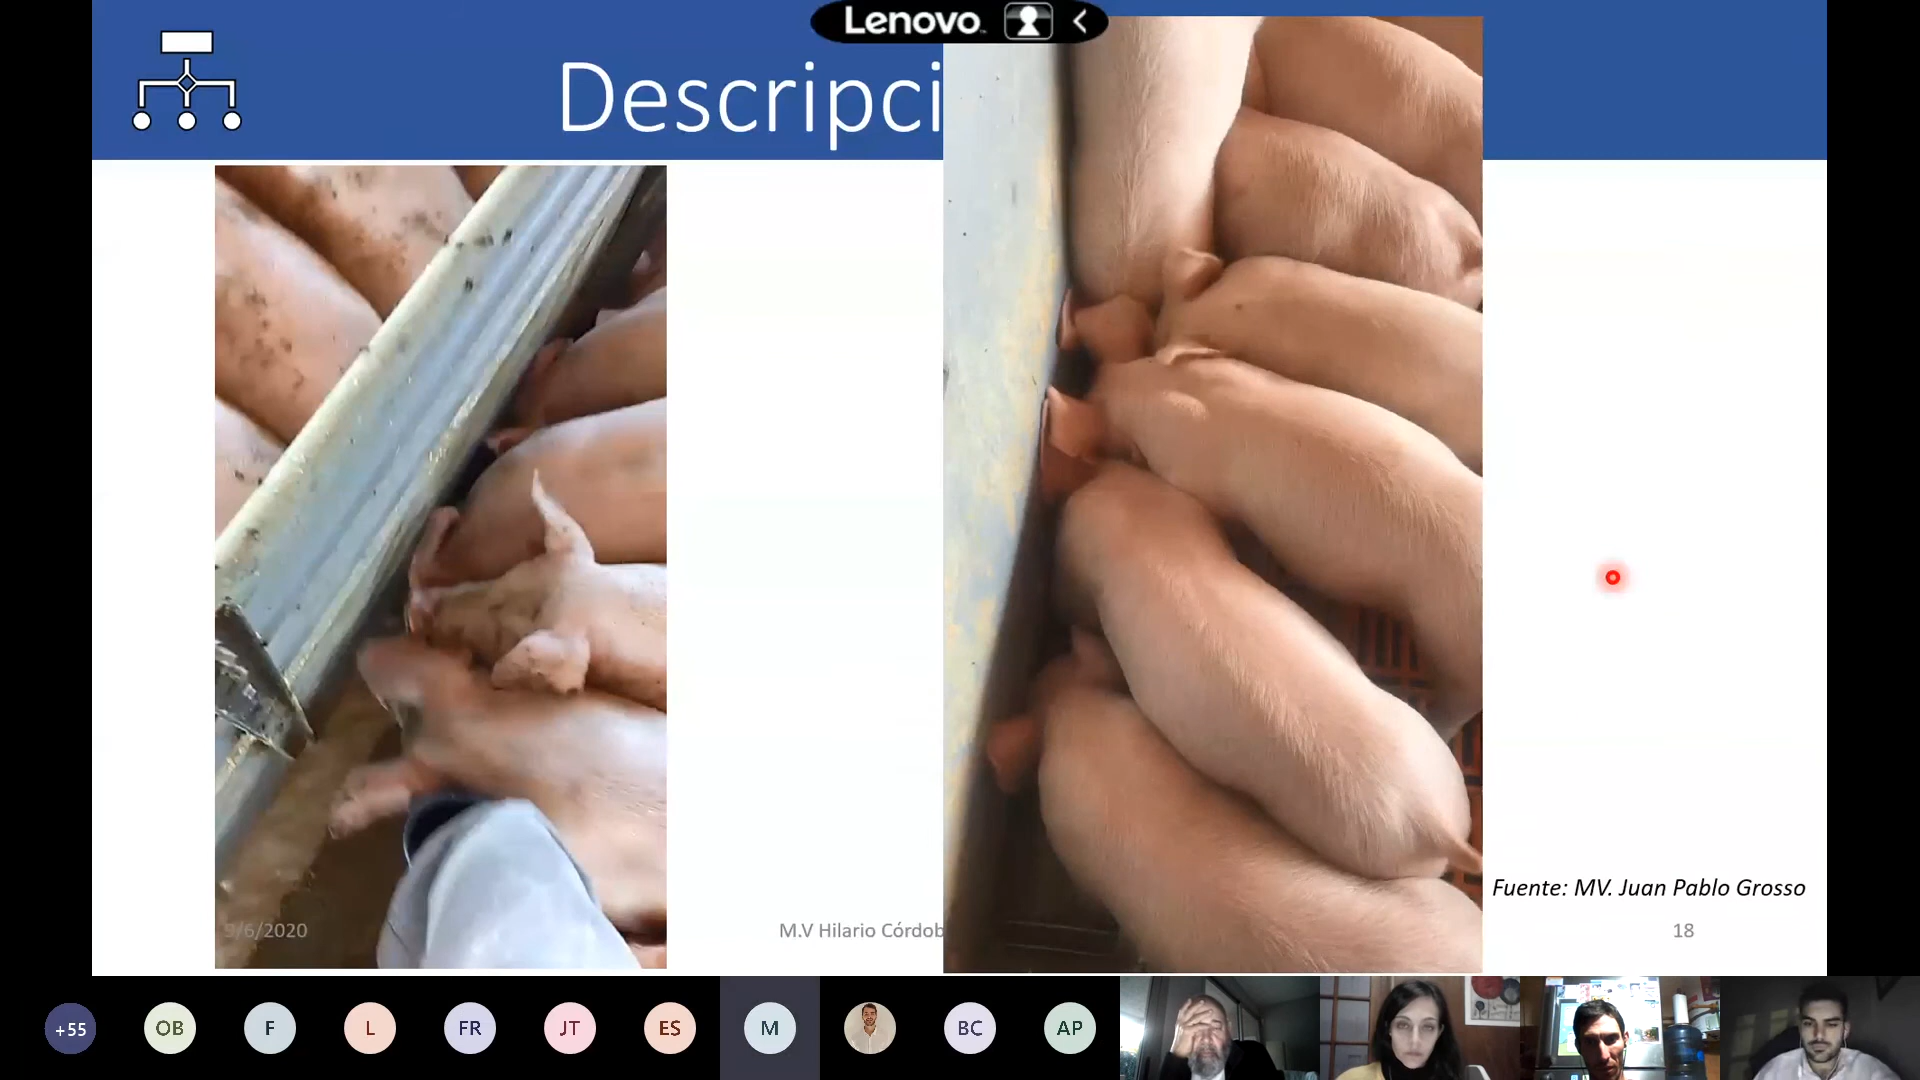 Lenovo
Descripci
Fuente: MV. Juan Pablo Grosso
9/6/2020
M.V Hilario Córdob
18
+55
OB
F
L
FR
JT
ES
M
BC
AP